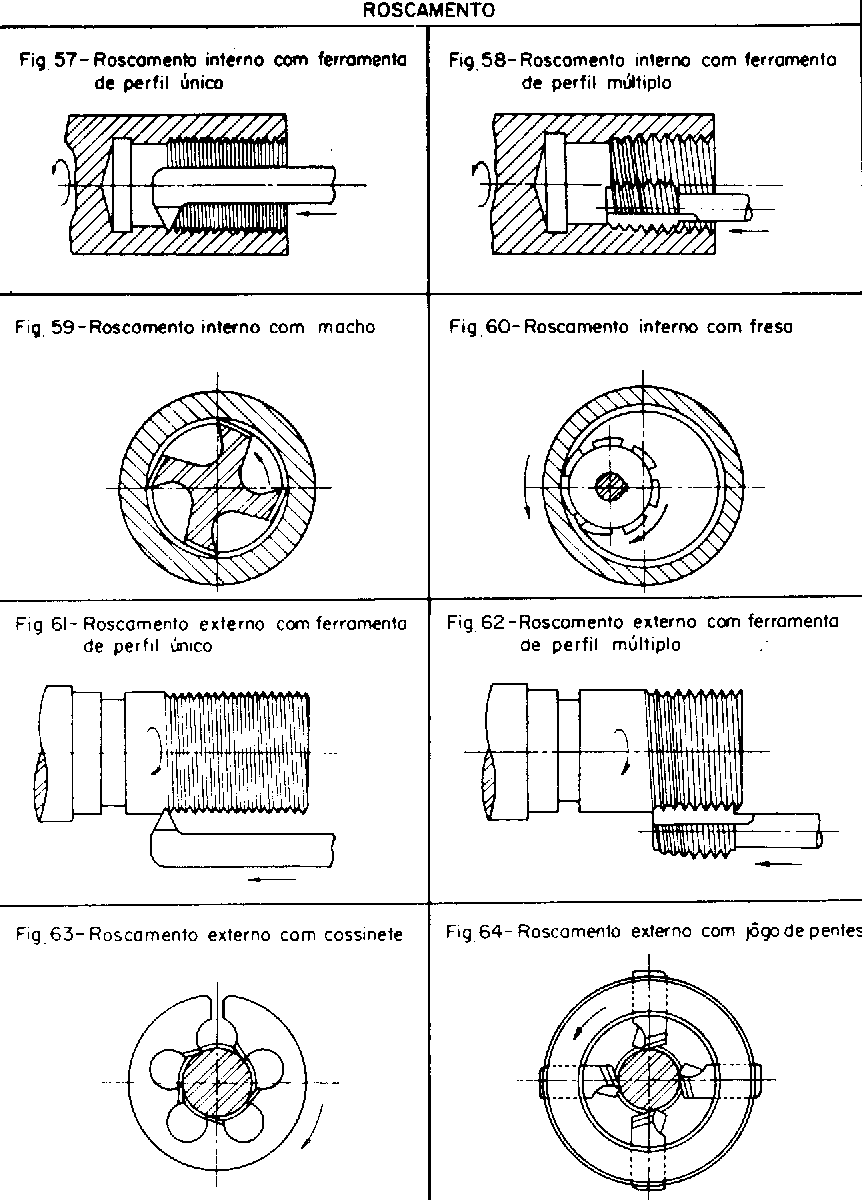 ROSCAMENTO
Fig. 57- Roscamento interno com ferramenta
de perfil único
Fig. 58- Roscamento interno com ferramenta
de perfil múltiplo
Fig. 59- Roscamento interno com macho
Fig. 60- Roscamento interno com fresa
Fig 61- Roscamento externo com ferramenta
de perfil único
Fig. 62- Roscamento externo com ferramenta
de perfil múltiplo
Fig. 63- Roscamento externo com cossinete
Fig. 64- Roscamento externo com jôgo de pentes